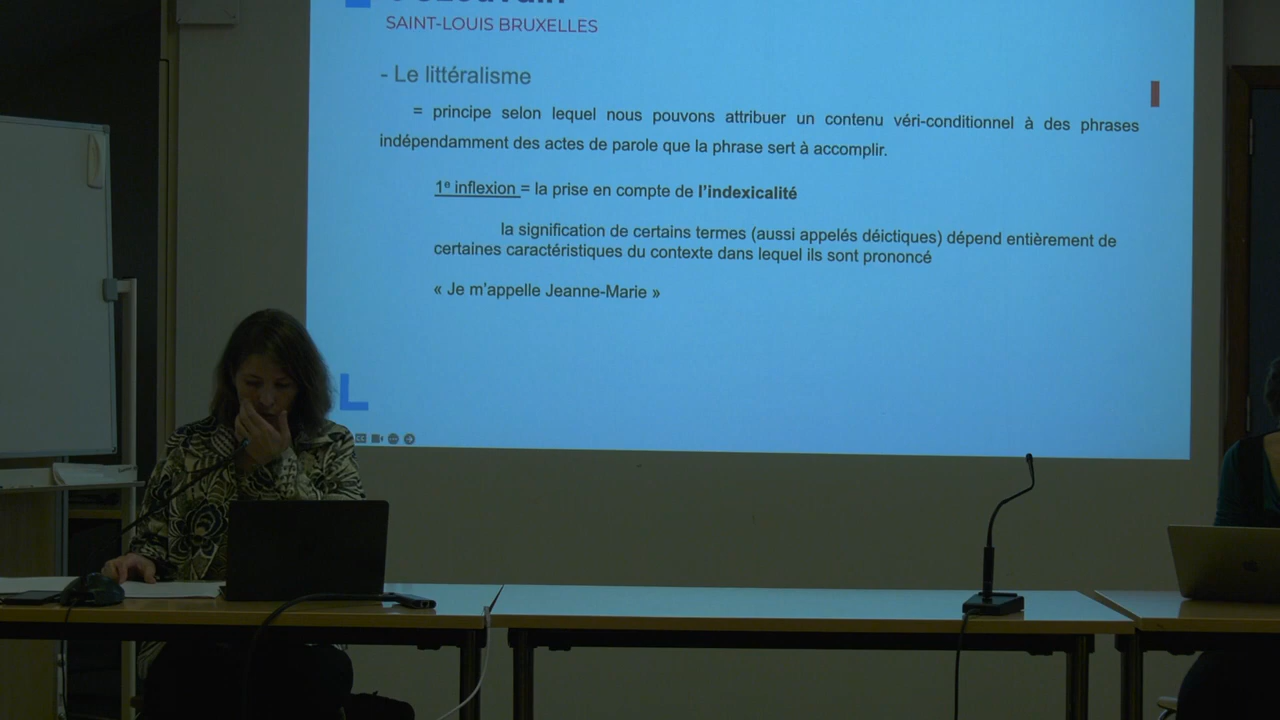 SAINT-LOUIS BRUXELLES
- Le littéralisme
= principe selon lequel nous pouvons attribuer un contenu véri-conditionnel à des phrases
indépendamment des actes de parole que la phrase sert à accomplir.
1ᵉ inflexion = la prise en compte de l’indexicalité
la signification de certains termes (aussi appelés déictiques) dépend entièrement de
certaines caractéristiques du contexte dans lequel ils sont prononcé
« Je m’appelle Jeanne-Marie »